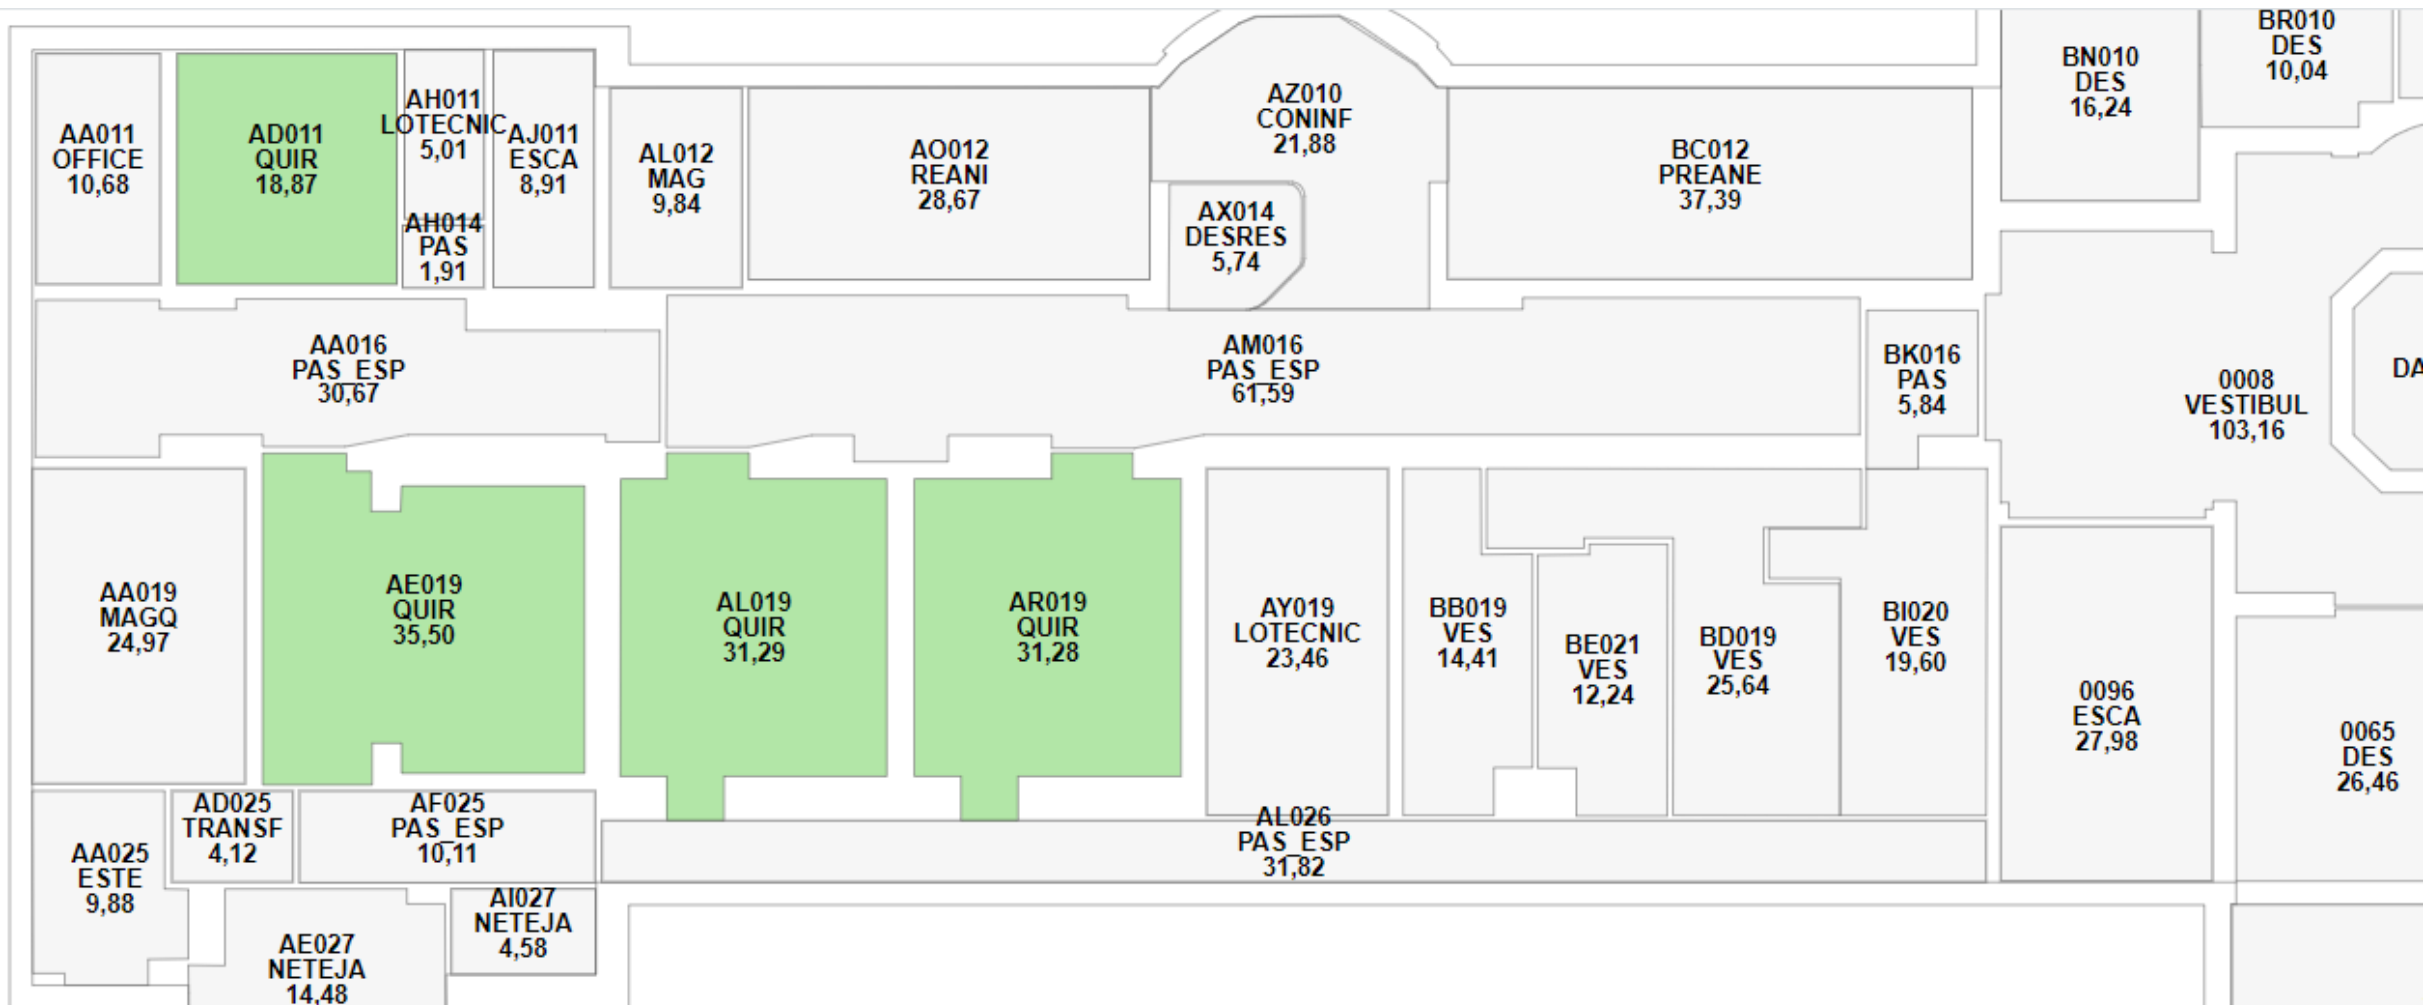 AA011
OFFICE
10,68
AD011
QUIR
18,87
AH011
LOTECNIC
5,01
AH014
PAS
1,91
AJ011
ESCA
8,91
AL012
MAG
9,84
AO012
REANI
28,67
AZ010
CONINF
21,88
AX014
DESRES
5,74
BC012
PREANE
37,39
BN010
DES
16,24
BR010
DES
10,04
AA016
PAS_ESP
30,67
AM016
PAS_ESP
61,59
BK016
PAS
5,84
0008
VESTIBUL
103,16
DA
AA019
MAGQ
24,97
AE019
QUIR
35,50
AL019
QUIR
31,29
AR019
QUIR
31,28
AY019
LOTECNIC
23,46
BB019
VES
14,41
BE021
VES
12,24
BD019
VES
25,64
BI020
VES
19,60
0096
ESCA
27,98
0065
DES
26,46
AA025
ESTE
9,88
AD025
TRANSF
4,12
AF025
PAS_ESP
10,11
AL026
PAS_ESP
31,82
AE027
NETEJA
14,48
AI027
NETEJA
4,58